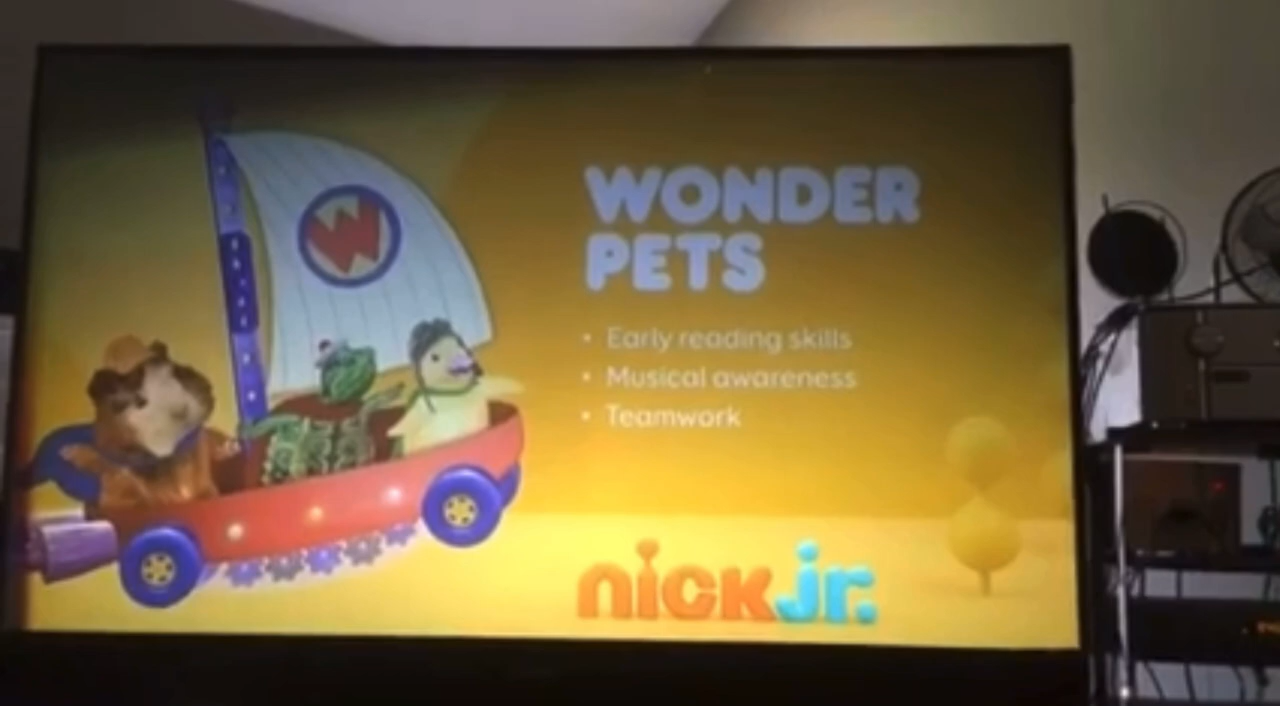 W
WONDER
PETS
• Early reading skills
• Musical awareness
• Teamwork
nick jr.